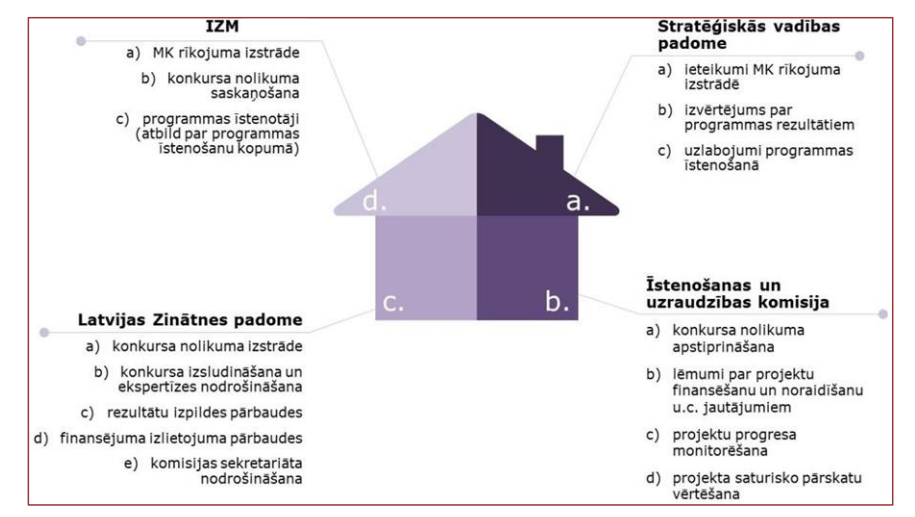 IZM
a) MK rīkojuma izstrāde
b) konkursa nolikuma
saskaņošana
c) programmas īstenotāji
(atbild par programmas
īstenošanu kopumā)
Stratēģiskās vadības
padome
a) ieteikumi MK rīkojuma
izstrādē
b) izvērtējums par
programmas rezultātiem
c) uzlabojumi programmas
īstenošanā
d.
a.
c.
b.
Latvijas Zinātnes padome
a) konkursa nolikuma izstrāde
b) konkursa izsludināšana un
ekspertīzes nodrošināšana
c) rezultātu izpildes pārbaudes
d) finansējuma izlietojuma pārbaudes
e) komisijas sekretariāta
nodrošināšana
Īstenošanas un
uzraudzības komisija
a) konkursa nolikuma
apstiprināšana
b) lēmumi par projektu
finansēšanu un noraidīšanu
u.c. jautājumiem
c) projektu progresa
monitorēšana
d) projekta saturisko pārskatu
vērtēšana